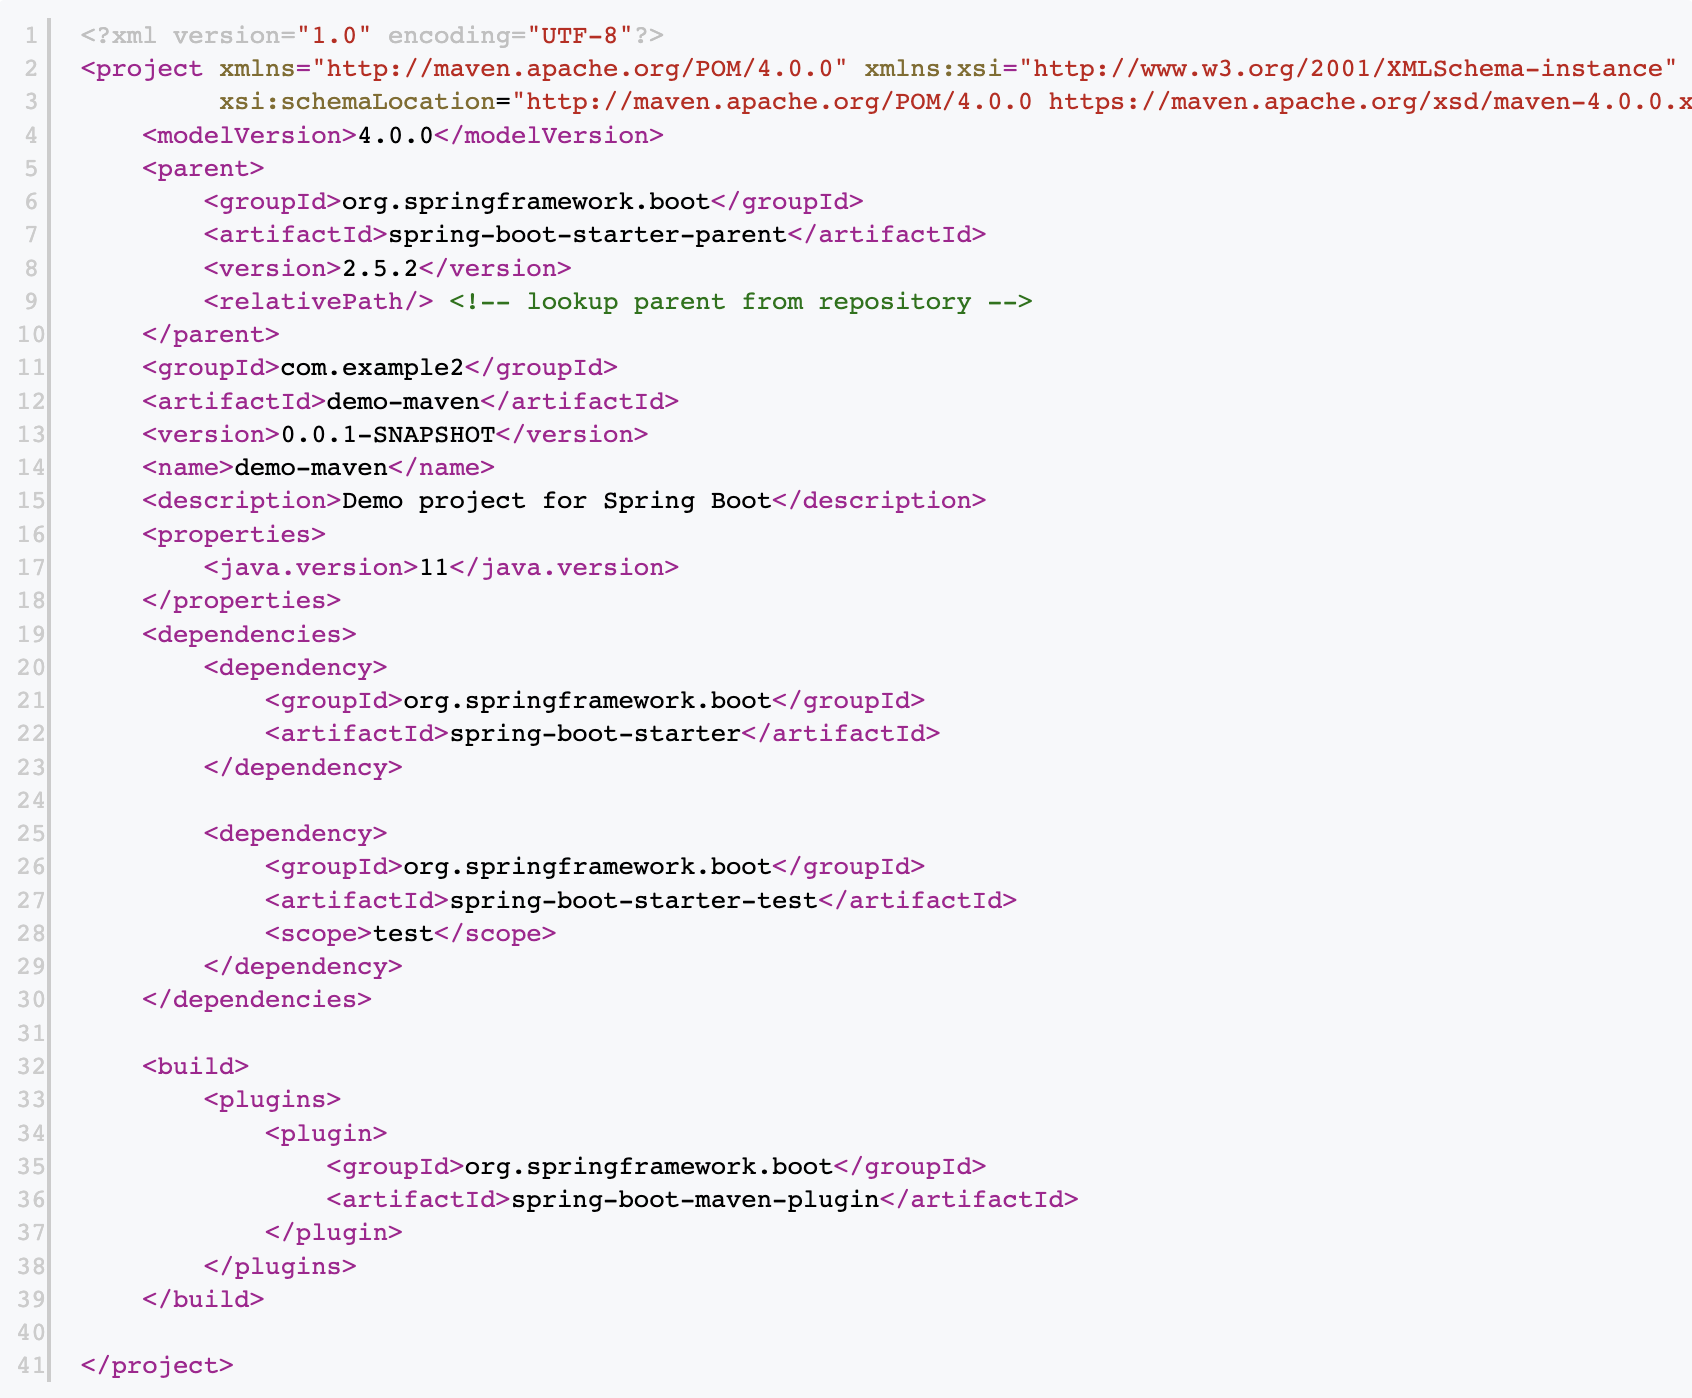 1 <?xml version="1.0" encoding="UTF-8"?>
2 <project xmlns="http://maven.apache.org/POM/4.0.0" xmlns:xsi="http://www.w3.org/2001/XMLSchema-instance"
3 xsi:schemaLocation="http://maven.apache.org/POM/4.0.0 https://maven.apache.org/xsd/maven-4.0.0.x
4 <modelVersion>4.0.0</modelVersion>
5 <parent>
6 <groupId>org.springframework.boot</groupId>
7 <artifactId>spring-boot-starter-parent</artifactId>
8 <version>2.5.2</version>
9 <relativePath/> <!-- lookup parent from repository -->
10 </parent>
11 <groupId>com.example2</groupId>
12 <artifactId>demo-maven</artifactId>
13 <version>0.0.1-SNAPSHOT</version>
14 <name>demo-maven</name>
15 <description>Demo project for Spring Boot</description>
16 <properties>
17 <java.version>11</java.version>
18 </properties>
19 <dependencies>
20 <dependency>
21 <groupId>org.springframework.boot</groupId>
22 <artifactId>spring-boot-starter</artifactId>
23 </dependency>
24
25 <dependency>
26 <groupId>org.springframework.boot</groupId>
27 <artifactId>spring-boot-starter-test</artifactId>
28 <scope>test</scope>
29 </dependency>
30 </dependencies>
31
32 <build>
33 <plugins>
34 <plugin>
35 <groupId>org.springframework.boot</groupId>
36 <artifactId>spring-boot-maven-plugin</artifactId>
37 </plugin>
38 </plugins>
39 </build>
40
41 </project>